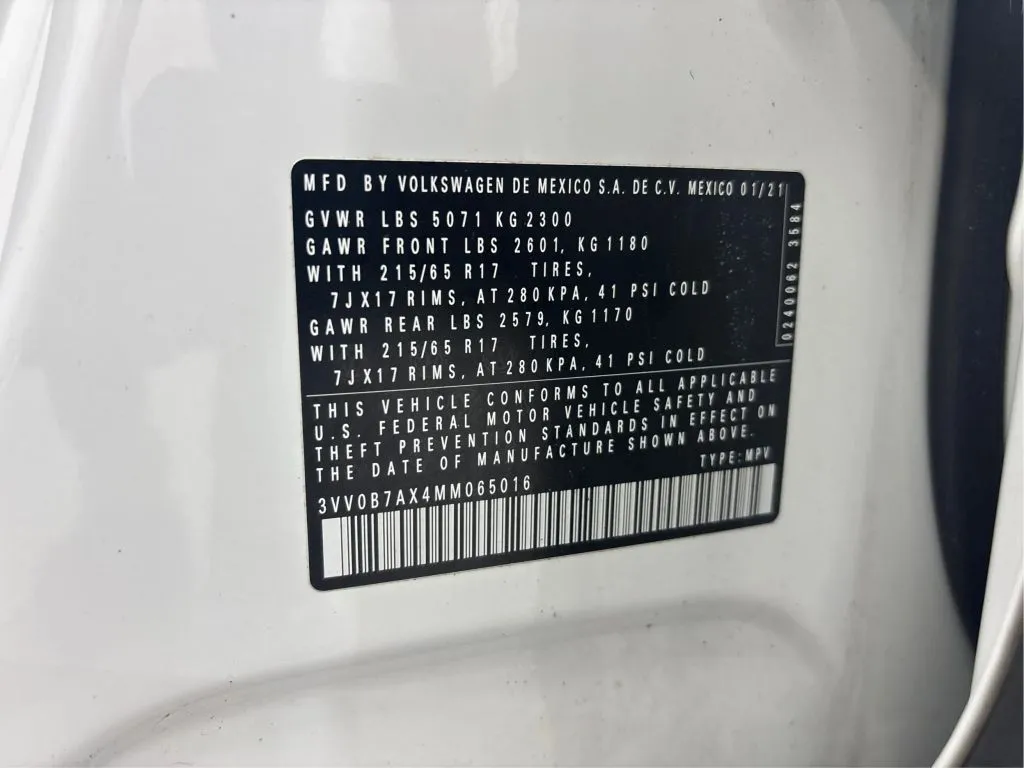 MFD BY VOLKSWAGEN DE MEXICO S.A. DE C.V. MEXICO 01/21
GVWR LBS 5071 KG 2300
GAWR FRONT LBS 2601, KG 1180
WITH 215/65 R17 TIRES,
7JX17 RIMS, AT 280 KPA, 41 PSI COLD
GAWR REAR LBS 2579, KG 1170
WITH 215/65 R17 TIRES,
7JX17 RIMS, AT 280 KPA, 41 PSI COLD
THIS VEHICLE CONFORMS TO ALL APPLICABLE
U.S. FEDERAL MOTOR VEHICLE SAFETY AND
THEFT PREVENTION STANDARDS IN EFFECT ON
THE DATE OF MANUFACTURE SHOWN ABOVE.
TYPE: MPV
3VV0B7AX4MM065016
0240062 3584